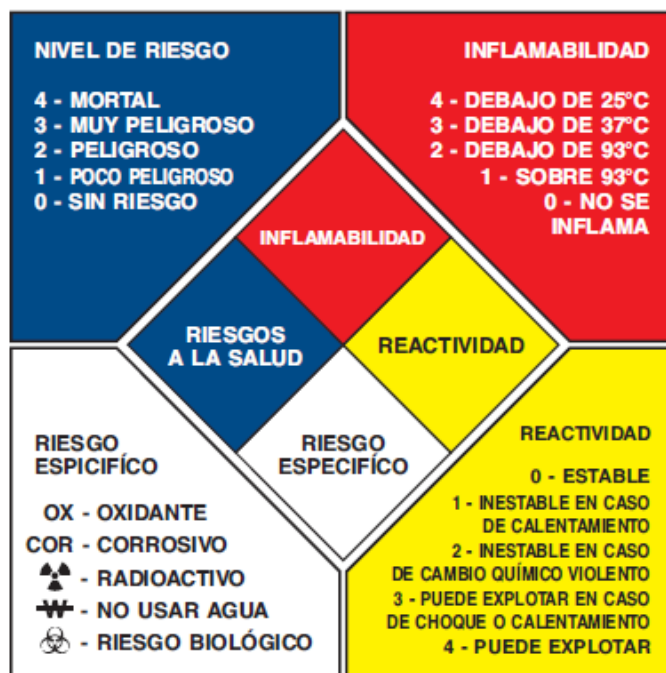 NIVEL DE RIESGO
4 - MORTAL
3 - MUY PELIGROSO
2 - PELIGROSO
1 - POCO PELIGROSO
0 - SIN RIESGO
INFLAMABILIDAD
4 - DEBAJO DE 25°C
3 - DEBAJO DE 37°C
2 - DEBAJO DE 93°C
1 - SOBRE 93°C
0 - NO SE
INFLAMA
INFLAMABILIDAD
RIESGOS
A LA SALUD
REACTIVIDAD
RIESGO
ESPECIFÍCO
RIESGO
ESPICIFÍCO
OX - OXIDANTE
COR - CORROSIVO
- RADIOACTIVO
W - NO USAR AGUA
- RIESGO BIOLÓGICO
REACTIVIDAD
0 - ESTABLE
1 - INESTABLE EN CASO
DE CALENTAMIENTO
2 - INESTABLE EN CASO
DE CAMBIO QUÍMICO VIOLENTO
3 - PUEDE EXPLOTAR EN CASO
DE CHOQUE O CALENTAMIENTO
4 - PUEDE EXPLOTAR